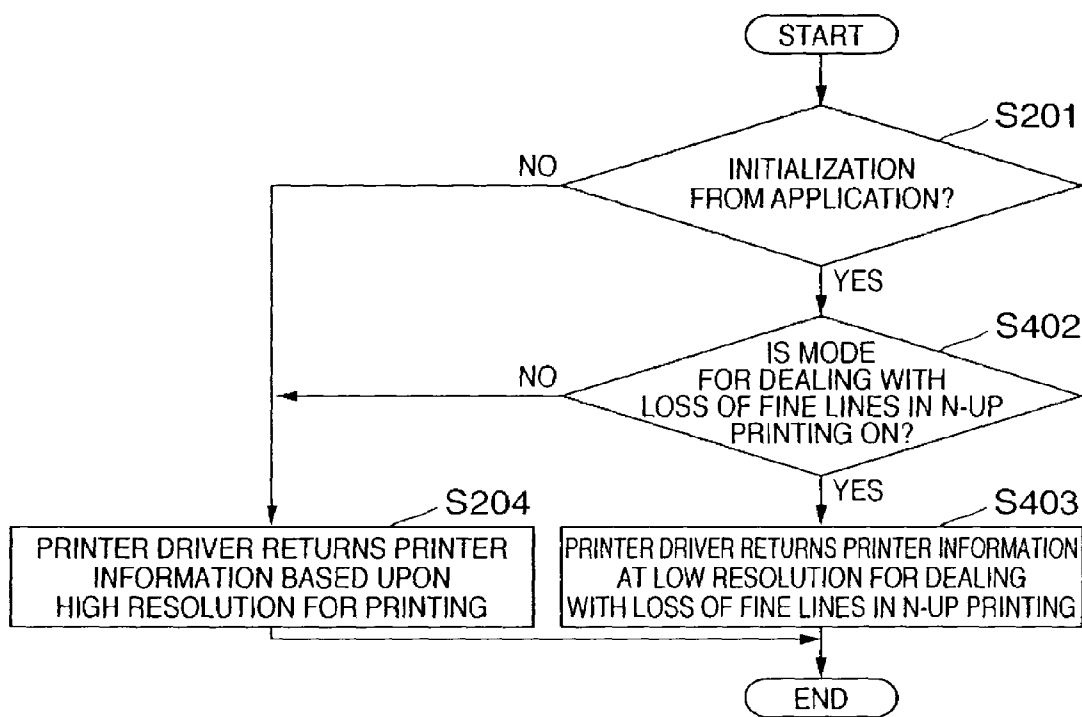 START
S201
INITIALIZATION
FROM APPLICATION?
NO
YES
S402
IS MODE
FOR DEALING WITH
LOSS OF FINE LINES IN N-UP
PRINTING ON?
NO
YES
S204
PRINTER DRIVER RETURNS PRINTER
INFORMATION BASED UPON
HIGH RESOLUTION FOR PRINTING
S403
PRINTER DRIVER RETURNS PRINTER INFORMATION
AT LOW RESOLUTION FOR DEALING
WITH LOSS OF FINE LINES IN N-UP PRINTING
END